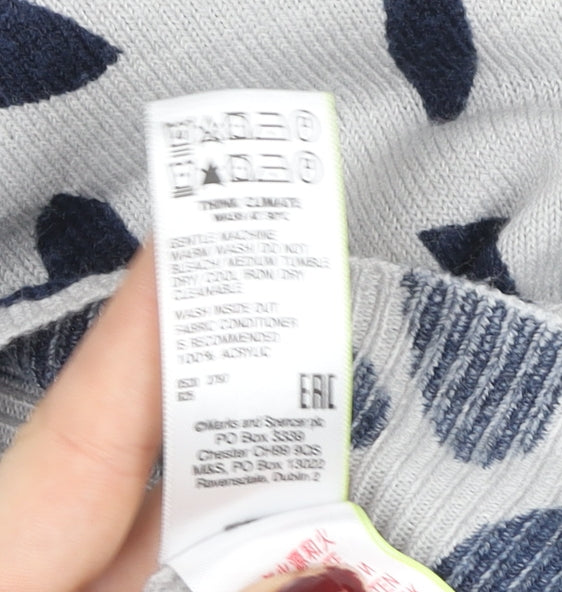 THINK CLIMATE
WASH AT 30°C
GENTLE MACHINE
WARM WASH/DO NOT
BLEACH/MEDIUM TUMBLE
DRY/COOL IRON/DRY
CLEANABLE
WASH INSIDE OUT
FABRIC CONDITIONER
IS RECOMMENDED
100% ACRYLIC
EAC
©Marks and Spencer plc
PO Box 3339
Chester CH99 9QS
M&S, PO Box 13022
Ravensdale, Dublin 2